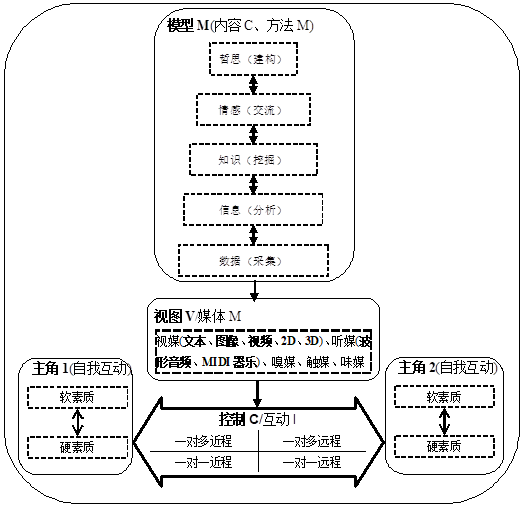 模型 M(内容 C、方法 M)
哲思（建构）
情感（交流）
知识（挖掘）
信息（分析）
数据（采集）
视图 V/媒体 M
视媒(文本、图像、视频、2D、3D)、听媒(波
形音频、MIDI 器乐)、嗅媒、触媒、味媒
主角 1(自我互动)
软素质
硬素质
控制 C/互动 I
一对多近程
一对多远程
一对一近程
一对一远程
主角 2(自我互动)
软素质
硬素质